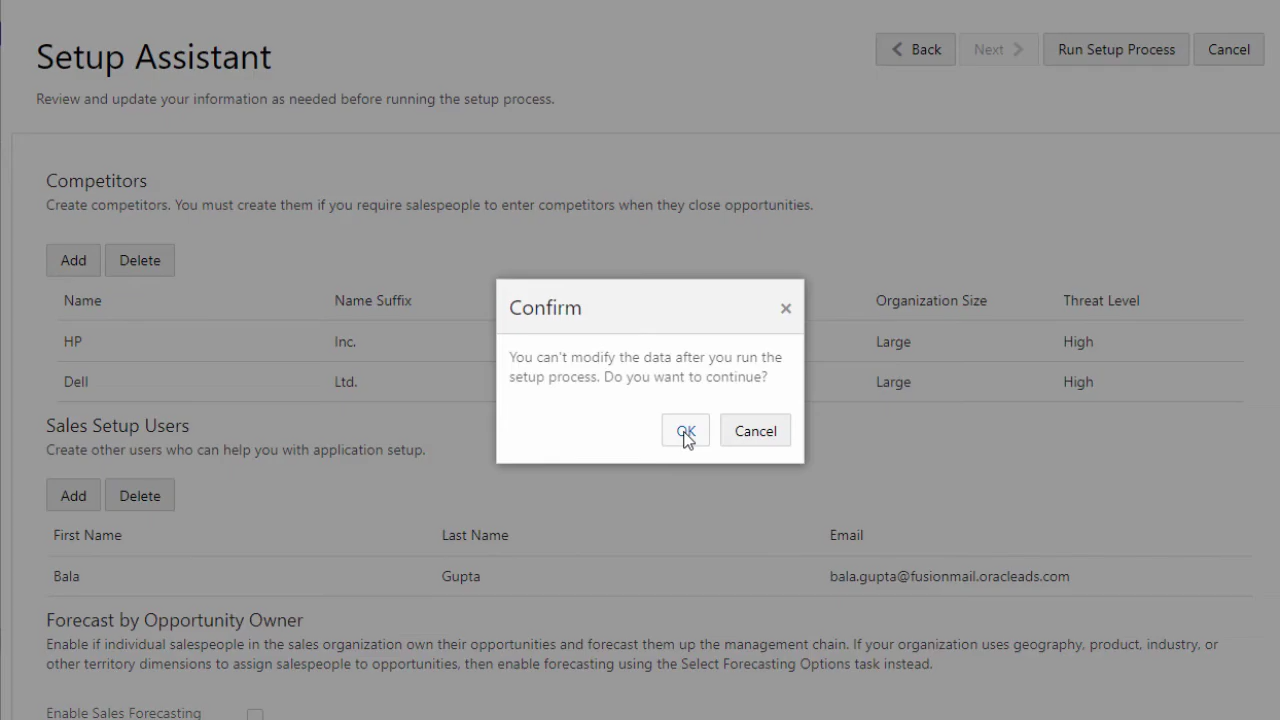 Setup Assistant
Back
Next
Run Setup Process
Cancel
Review and update your information as needed before running the setup process.
Competitors
Create competitors. You must create them if you require salespeople to enter competitors when they close opportunities.
Add
Delete
Name
Name Suffix
Organization Size
Threat Level
HP
Inc.
Large
High
Dell
Ltd.
Large
High
Confirm
×
You can't modify the data after you run the
setup process. Do you want to continue?
OK
Cancel
Sales Setup Users
Create other users who can help you with application setup.
Add
Delete
First Name
Last Name
Email
Bala
Gupta
bala.gupta@fusionmail.oracleads.com
Forecast by Opportunity Owner
Enable if individual salespeople in the sales organization own their opportunities and forecast them up the management chain. If your organization uses geography, product, industry, or
other territory dimensions to assign salespeople to opportunities, then enable forecasting using the Select Forecasting Options task instead.
Enable Sales Forecasting